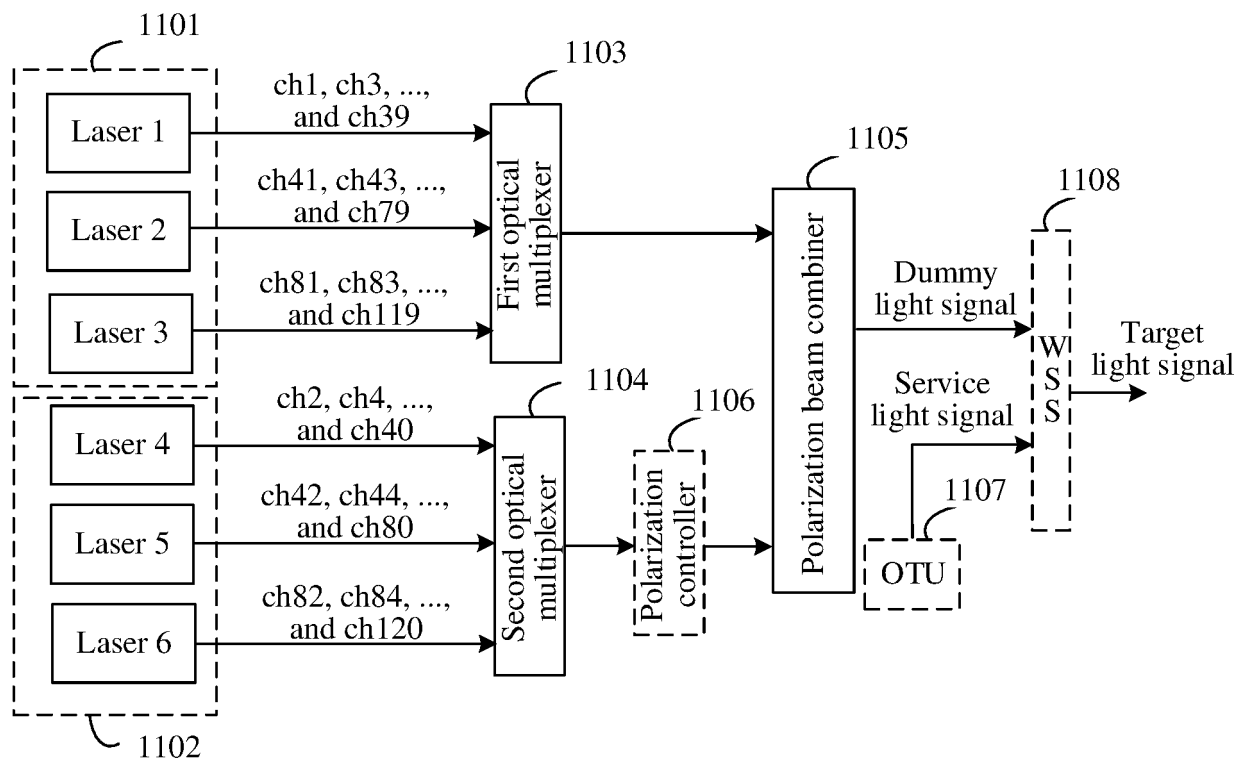 1101
Laser 1
Laser 2
Laser 3
ch1, ch3, ...,
and ch39
ch41, ch43, ...,
and ch79
ch81, ch83, ...,
and ch119
1103
First optical
multiplexer
1102
Laser 4
Laser 5
Laser 6
ch2, ch4, ...,
and ch40
ch42, ch44, ...,
and ch80
ch82, ch84, ...,
and ch120
1104
Second optical
multiplexer
1106
Polarization
controller
1105
Polarization beam combiner
Dummy
light signal
Service
light signal
1107
OTU
1108
WSS
Target
light signal